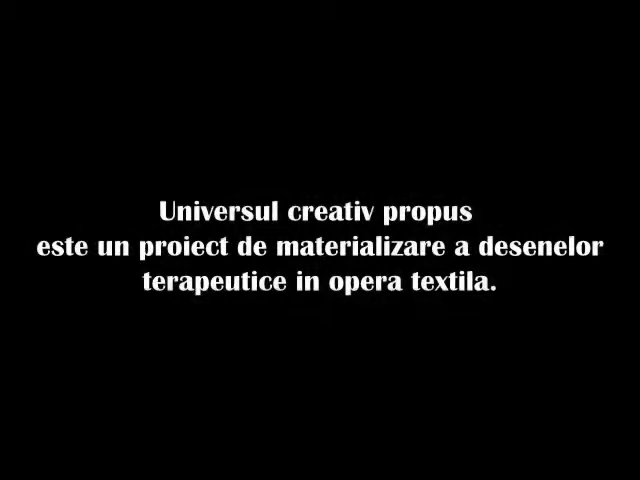 Universul creativ propus
este un proiect de materializare a desenelor
terapeutice in opera textila.